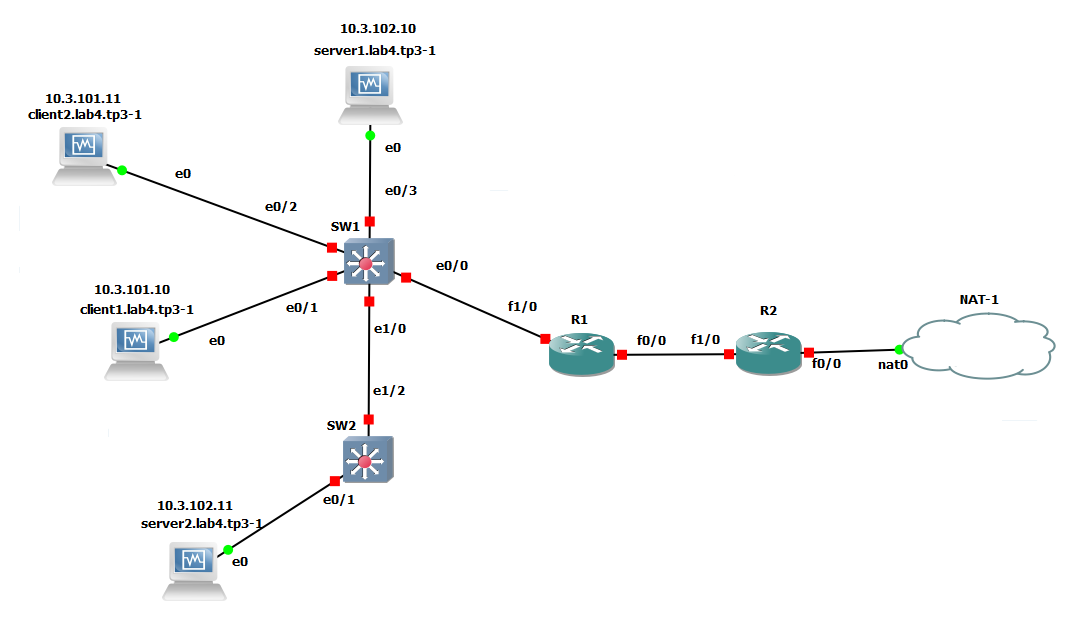 10.3.102.10
server1.lab4.tp3-1
10.3.101.11
client2.lab4.tp3-1
e0
e0
e0/3
e0/2
SW1
e0/0
10.3.101.10
client1.lab4.tp3-1
e0/1
e0
e1/0
f1/0
R1
f0/0
f1/0
R2
f0/0
NAT-1
nat0
e1/2
SW2
e0/1
10.3.102.11
server2.lab4.tp3-1
e0